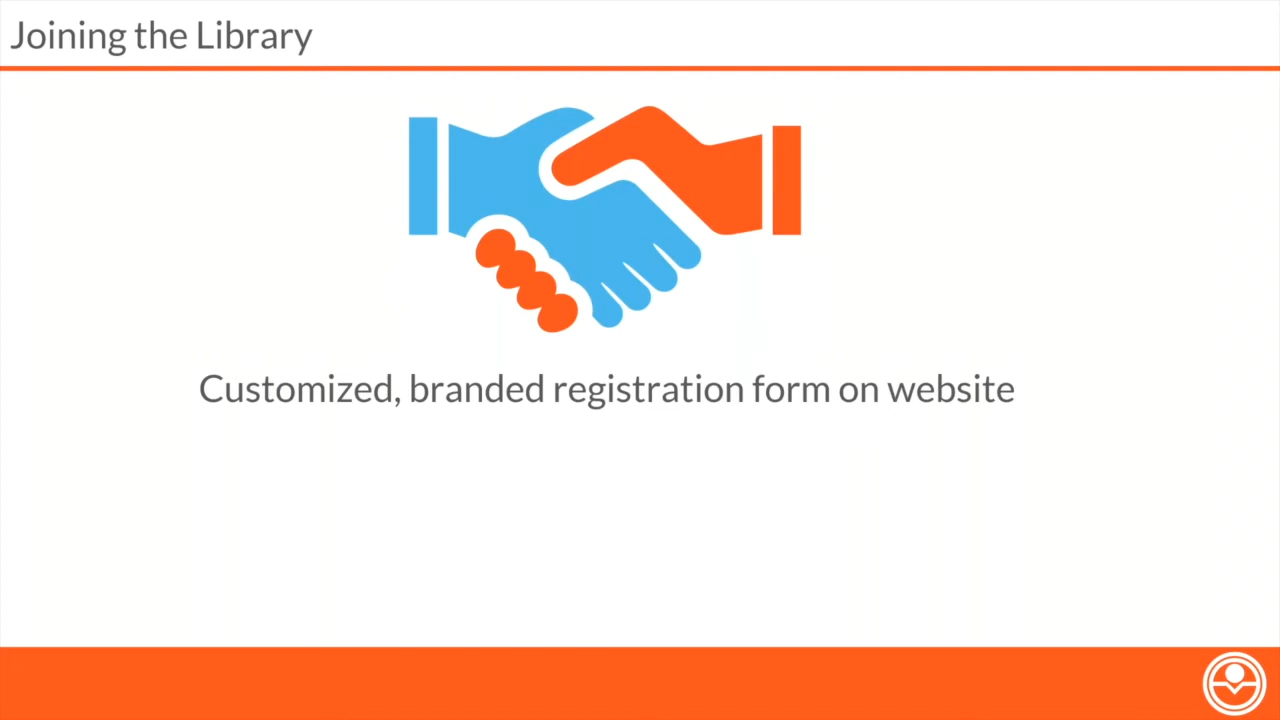 Joining the Library
Customized, branded registration form on website